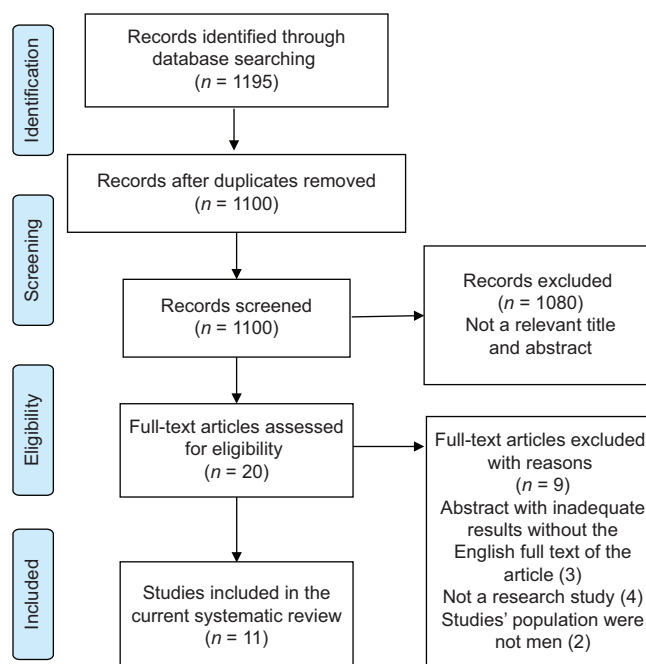 Identification
Records identified through
database searching
(n = 1195)
Records after duplicates removed
(n = 1100)
Screening
Records screened
(n = 1100)
Records excluded
(n = 1080)
Not a relevant title
and abstract
Eligibility
Full-text articles assessed
for eligibility
(n = 20)
Full-text articles excluded
with reasons
(n = 9)
Abstract with inadequate
results without the
English full text of the
article (3)
Not a research study (4)
Studies' population were
not men (2)
Included
Studies included in the
current systematic review
(n = 11)